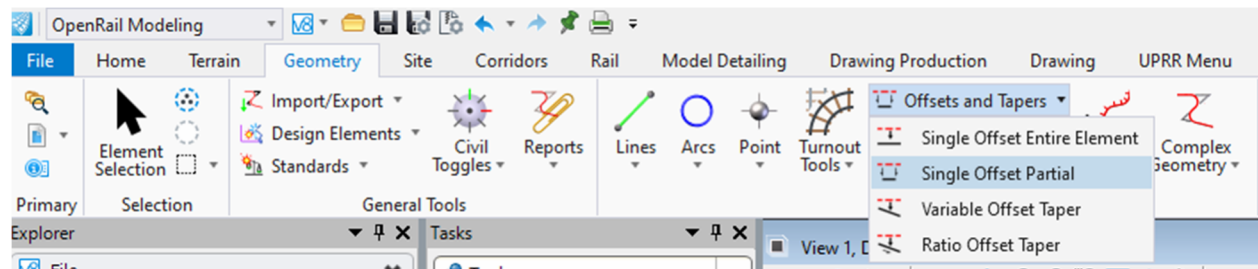 OpenRail Modeling
File Home Terrain Geometry Site Corridors Rail Model Detailing Drawing Production Drawing UPRR Menu
Import/Export
Design Elements
Standards
Element
Selection
Civil
Toggles
Reports
Lines
Arcs
Point
Turnout
Tools
Offsets and Tapers
Single Offset Entire Element
Single Offset Partial
Variable Offset Taper
Ratio Offset Taper
Complex
Geometry
Primary Selection General Tools
Explorer Tasks View 1, D
File